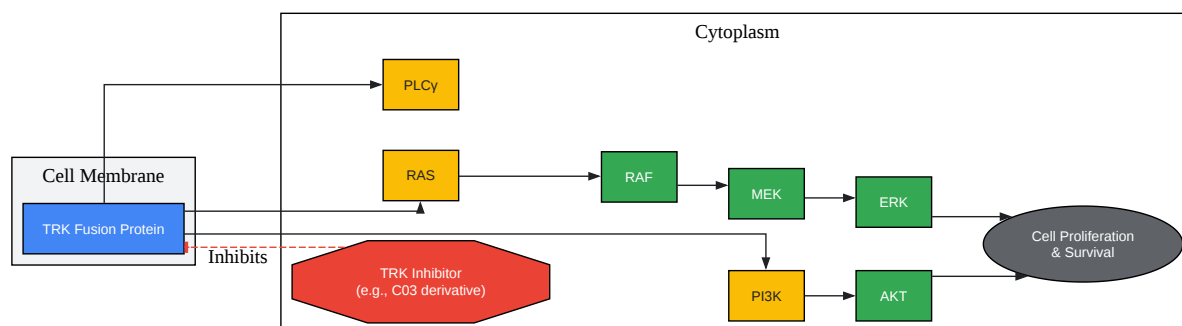 Cytoplasm
PLCγ
Cell Membrane
TRK Fusion Protein
RAS
RAF
MEK
ERK
Cell Proliferation
& Survival
Inhibits
TRK Inhibitor
(e.g., C03 derivative)
PI3K
AKT